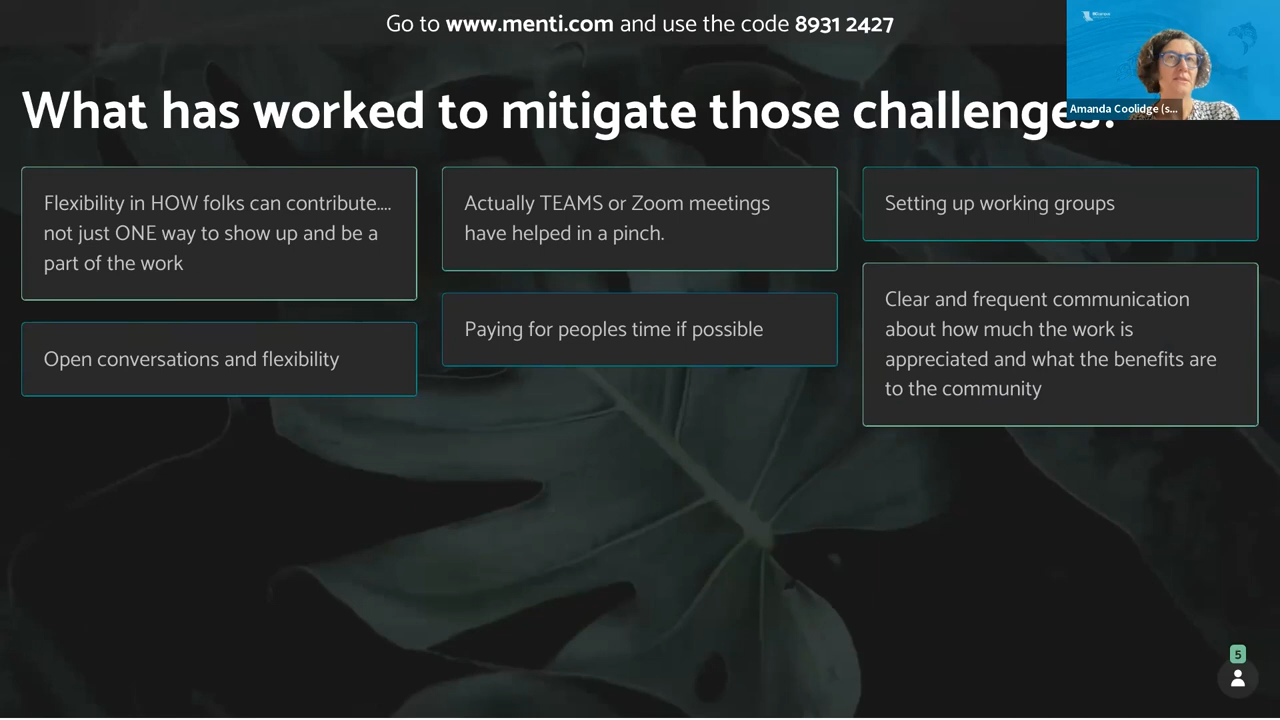 Go to www.menti.com and use the code 8931 2427
What has worked to mitigate those challenges?
Amanda Coolidge (s...
Flexibility in HOW folks can contribute....
not just ONE way to show up and be a
part of the work
Open conversations and flexibility
Actually TEAMS or Zoom meetings
have helped in a pinch.
Paying for peoples time if possible
Setting up working groups
Clear and frequent communication
about how much the work is
appreciated and what the benefits are
to the community
5